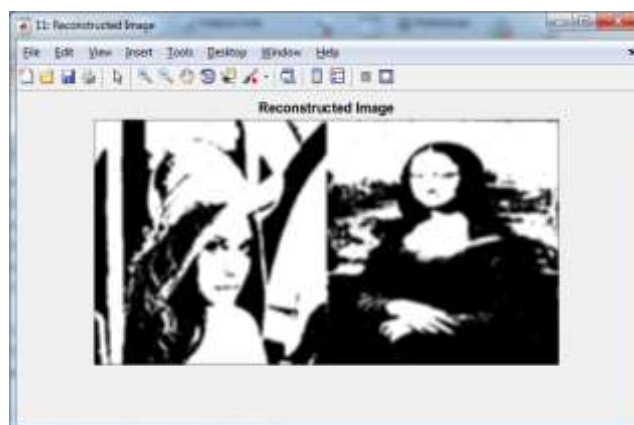 11: Reconstructed Image
File Edit View Insert Tools Desktop Window Help
Reconstructed Image